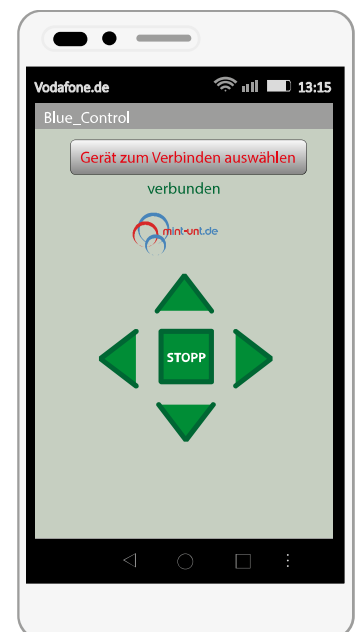 Vodafone.de 13:15
Blue_Control
Gerät zum Verbinden auswählen
verbunden
mint-unt.de
STOPP